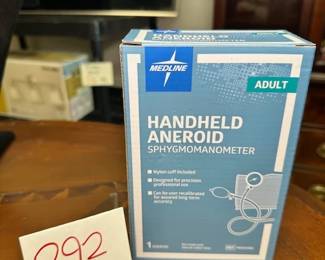 MEDLINE
ADULT
HANDHELD
ANEROID
SPHYGMOMANOMETER
• Nylon cuff included
• Designed for precision
professional use
• Can be user recalibrated
for assured long-term
accuracy
1
092